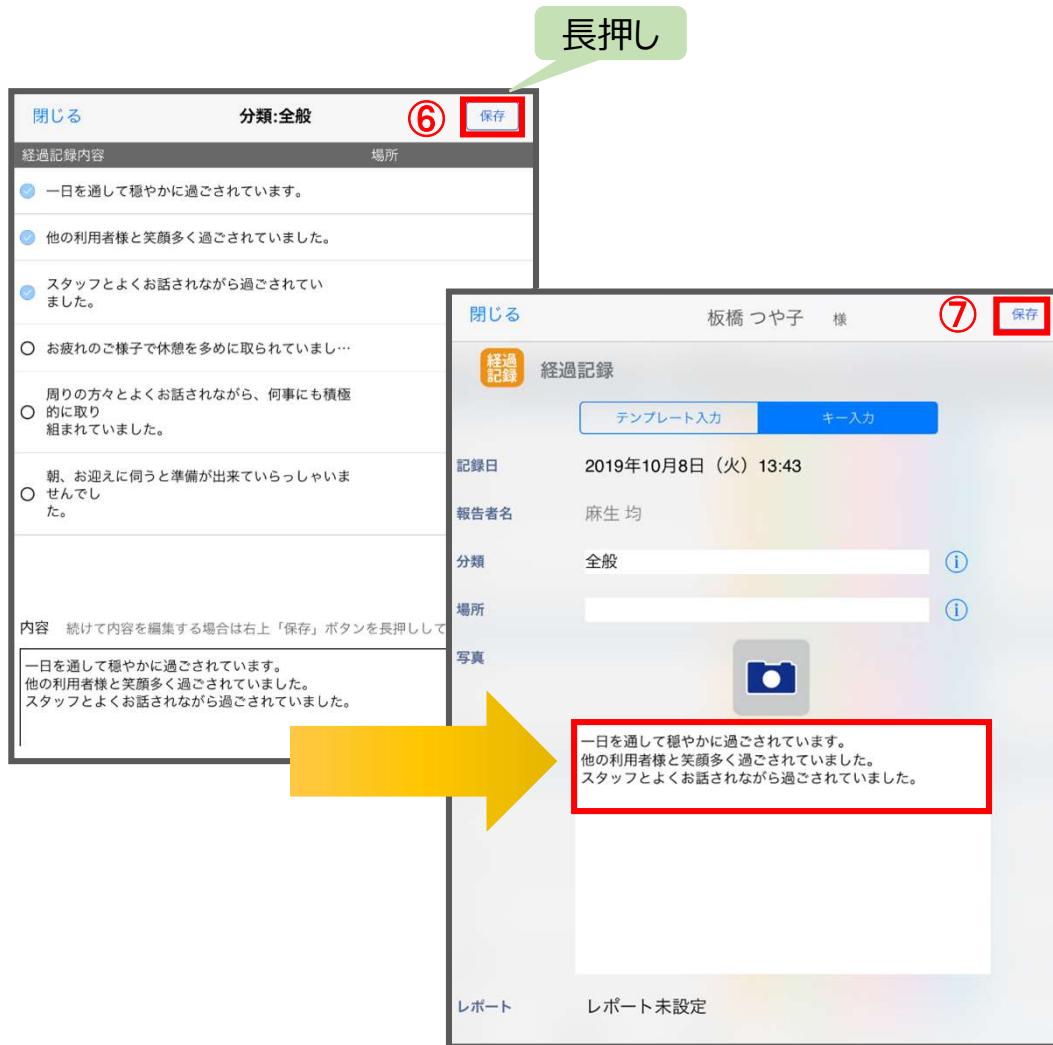 長押し
閉じる 分類:全般 ⑥ 保存
経過記録内容 場所
一日を通して穏やかに過ごされています。
他の利用者様と笑顔多く過ごされていました。
スタッフとよくお話されながら過ごされてい
ました。
お疲れのご様子で休憩を多めに取られていまし…
周りの方々とよくお話されながら、何事にも積極
的に取り
組まれていました。
朝、お迎えに伺うと準備が出来ていらっしゃいま
せんでし
た。
内容 続けて内容を編集する場合は右上「保存」ボタンを長押しして
一日を通して穏やかに過ごされています。
他の利用者様と笑顔多く過ごされていました。
スタッフとよくお話されながら過ごされていました。
閉じる 板橋 つや子 様 ⑦ 保存
経過
記録
経過記録
テンプレート入力 キー入力
記録日 2019年10月8日（火）13:43
報告者名 麻生 均
分類 全般
場所
写真
一日を通して穏やかに過ごされています。
他の利用者様と笑顔多く過ごされていました。
スタッフとよくお話されながら過ごされていました。
レポート レポート未設定